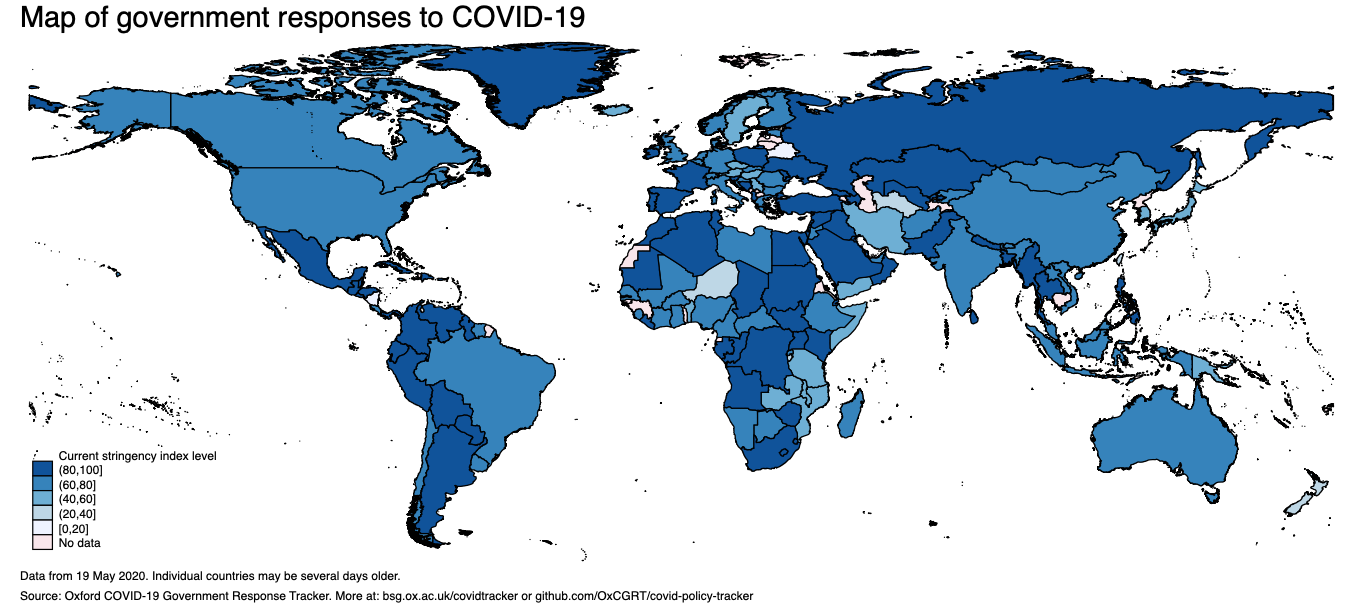 Map of government responses to COVID-19
Current stringency index level
(80,100]
(60,80]
(40,60]
(20,40]
[0,20]
No data
Data from 19 May 2020. Individual countries may be several days older.
Source: Oxford COVID-19 Government Response Tracker. More at: bsg.ox.ac.uk/covidtracker or github.com/OxCGRT/covid-policy-tracker